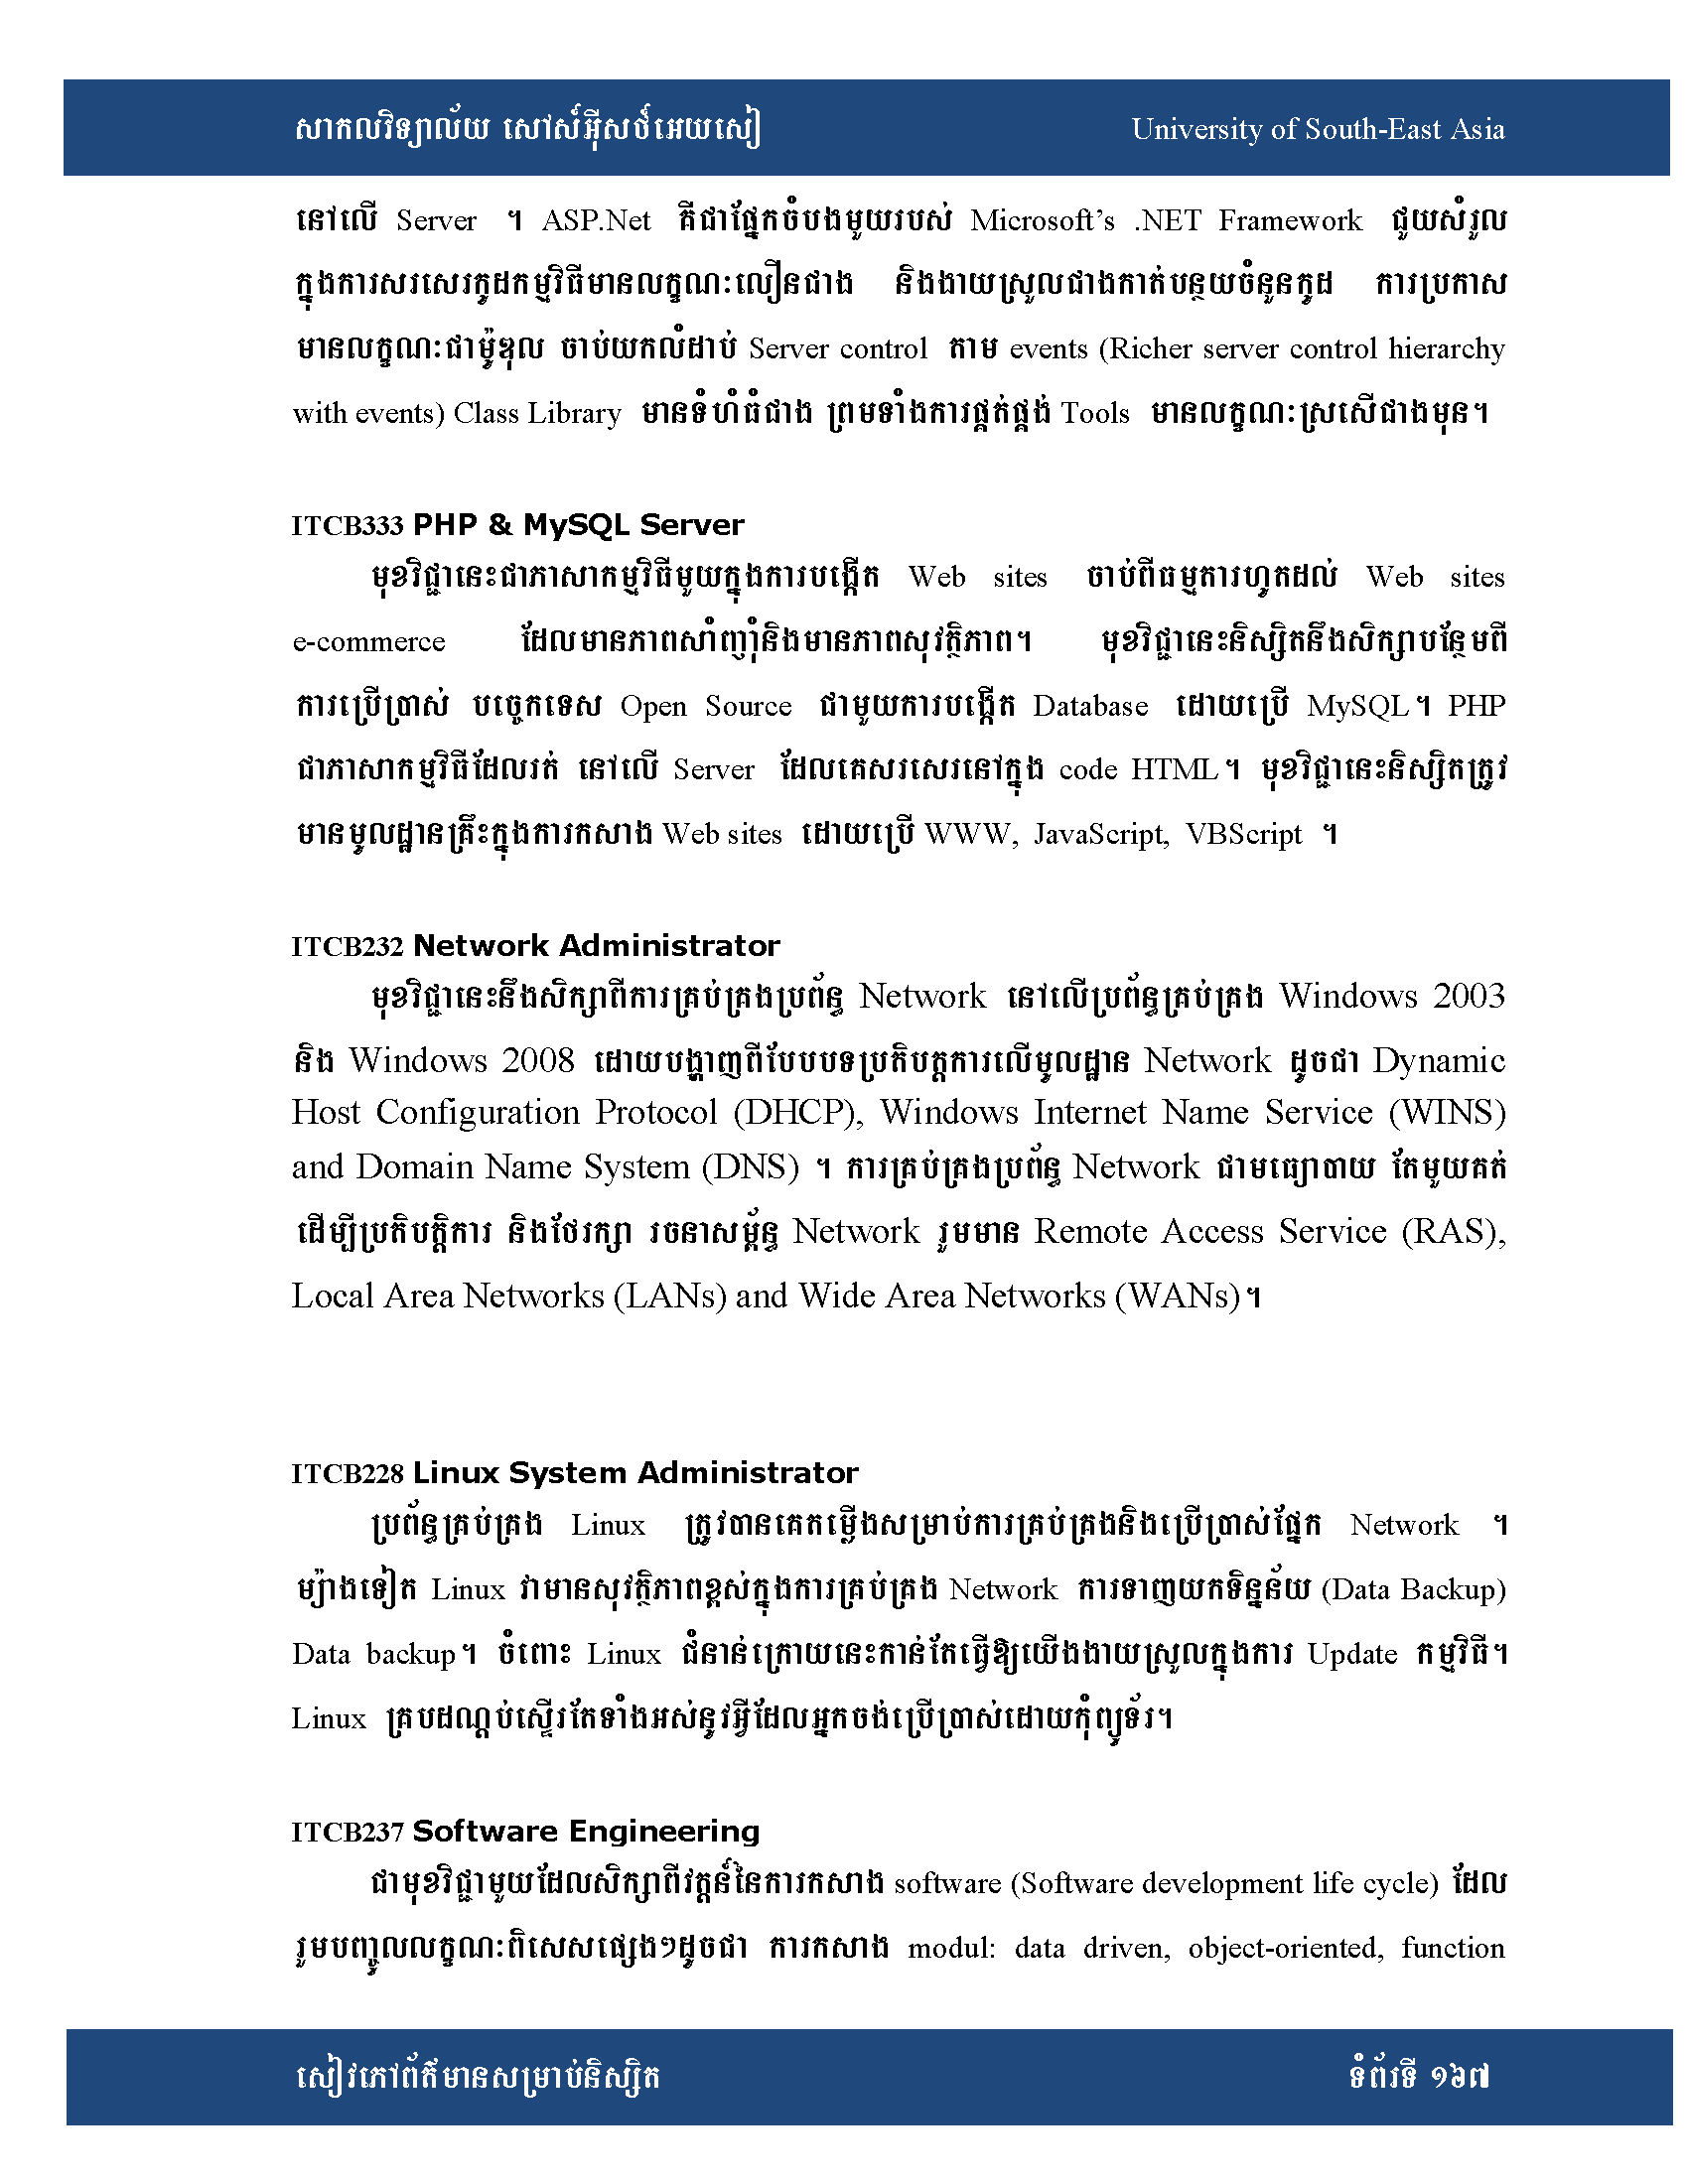 សាកលវិទ្យាល័យ សៅស៍អ៊ីសថ៍អេយសៀ University of South-East Asia
នៅលើ Server ។ ASP.Net គឺជាផ្នែកចំបងមួយរបស់ Microsoft’s .NET Framework ជួយសំរួល
ក្នុងការសរសេរកូដកម្មវិធីមានលក្ខណៈលឿនជាង និងងាយស្រួលជាងកាត់បន្ថយចំនួនកូដ ការប្រកាស
មានលក្ខណៈជាម៉ូឌុល ចាប់យកលំដាប់ Server control តាម events (Richer server control hierarchy
with events) Class Library មានទំហំធំជាង ព្រមទាំងការផ្គត់ផ្គង់ Tools មានលក្ខណៈស្រសើជាងមុន។
ITCB333 PHP & MySQL Server
មុខវិជ្ជានេះជាភាសាកម្មវិធីមួយក្នុងការបង្កើត Web sites ចាប់ពីធម្មតារហូតដល់ Web sites
e-commerce ដែលមានភាពសាំញ៉ាំនិងមានភាពសុវត្ថិភាព។ មុខវិជ្ជានេះនិស្សិតនឹងសិក្សាបន្ថែមពី
ការប្រើប្រាស់ បច្ចេកទេស Open Source ជាមួយការបង្កើត Database ដោយប្រើ MySQL។ PHP
ជាភាសាកម្មវិធីដែលរត់ នៅលើ Server ដែលគេសរសេរនៅក្នុង code HTML។ មុខវិជ្ជានេះនិស្សិតត្រូវ
មានមូលដ្ឋានគ្រឹះក្នុងការកសាង Web sites ដោយប្រើ WWW, JavaScript, VBScript ។
ITCB232 Network Administrator
មុខវិជ្ជានេះនឹងសិក្សាពីការគ្រប់គ្រងប្រព័ន្ធ Network នៅលើប្រព័ន្ធគ្រប់គ្រង Windows 2003
និង Windows 2008 ដោយបង្ហាញពីបែបបទប្រតិបត្តការលើមូលដ្ឋាន Network ដូចជា Dynamic
Host Configuration Protocol (DHCP), Windows Internet Name Service (WINS)
and Domain Name System (DNS) ។ ការគ្រប់គ្រងប្រព័ន្ធ Network ជាមធ្យោបាយ តែមួយគត់
ដើម្បីប្រតិបត្តិការ និងថែរក្សា រចនាសម្ព័ន្ធ Network រួមមាន Remote Access Service (RAS),
Local Area Networks (LANs) and Wide Area Networks (WANs)។
ITCB228 Linux System Administrator
ប្រព័ន្ធគ្រប់គ្រង Linux ត្រូវបានគេតម្លើងសម្រាប់ការគ្រប់គ្រងនិងប្រើប្រាស់ផ្នែក Network ។
ម្យ៉ាងទៀត Linux វាមានសុវត្ថិភាពខ្ពស់ក្នុងការគ្រប់គ្រង Network ការទាញយកទិន្នន័យ (Data Backup)
Data backup។ ចំពោះ Linux ជំនាន់ក្រោយនេះកាន់តែធ្វើឱ្យយើងងាយស្រួលក្នុងការ Update កម្មវិធី។
Linux គ្របដណ្ដប់ស្ទើរតែទាំងអស់នូវអ្វីដែលអ្នកចង់ប្រើប្រាស់ដោយកុំព្យូទ័រ។
ITCB237 Software Engineering
ជាមុខវិជ្ជាមួយដែលសិក្សាពីវត្តន៍នៃការកសាង software (Software development life cycle) ដែល
រួមបញ្ចូលលក្ខណៈពិសេសផ្សេងៗដូចជា ការកសាង modul: data driven, object-oriented, function
សៀវភៅព័ត៌មានសម្រាប់និស្សិត ទំព័រទី ១៦៧